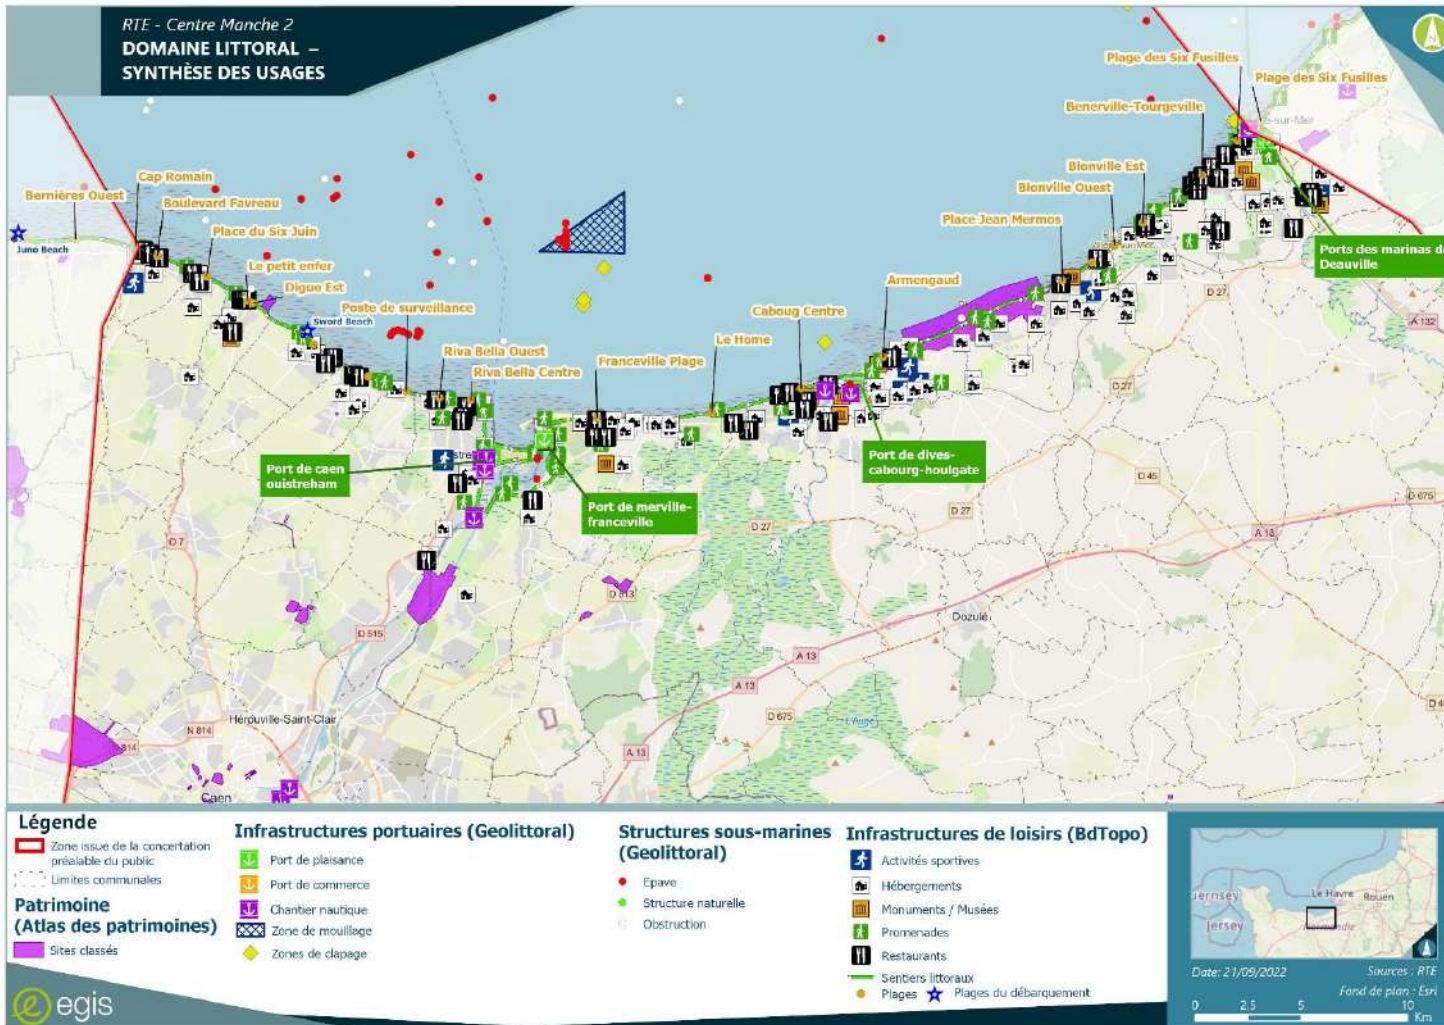 RTE - Centre Manche 2
DOMAINE LITTORAL –
SYNTHÈSE DES USAGES
N
Plage des Six Fusilles
Plage des Six Fusilles
Benerville-Tourgeville
-sur-Mer
Blonville Est
Blonville Ouest
Place Jean Mermos
Cap Romain
Bernières Ouest
Boulevard Favreau
Juno Beach
Place du Six Juin
Le petit enfer
Digue Est
Sword Beach
Poste de surveillance
Armengaud
Caboug Centre
Le Home
Riva Bella Ouest
Franceville Plage
Riva Bella Centre
Ports des marinas de
Deauville
D 27
A 132
D 27
Port de caen
ouistreham
Port de dives-
cabourg-houlgate
Port de merville-
franceville
D 45
D 675
D 7
D 27
D 27
A 13
D 513
Dozulé
D 515
A 13
A 13
D 675
Hérouville-Saint-Clair
N 814
814
A 13
Caen
Légende
Zone issue de la concertation
préalable du public
Limites communales
Patrimoine
(Atlas des patrimoines)
Sites classés
egis
Infrastructures portuaires (Geolittoral)
Port de plaisance
Port de commerce
Chantier nautique
Zone de mouillage
Zones de clapage
Structures sous-marines
(Geolittoral)
Epave
Structure naturelle
Obstruction
Infrastructures de loisirs (BdTopo)
Activités sportives
Hébergements
Monuments / Musées
Promenades
Restaurants
Sentiers littoraux
Plages
Plages du débarquement
Le Havre
Rouen
Jersey
Normandie
Date: 21/09/2022
Sources : RTE
Fond de plan : Esri
0 2,5 5 10
Km